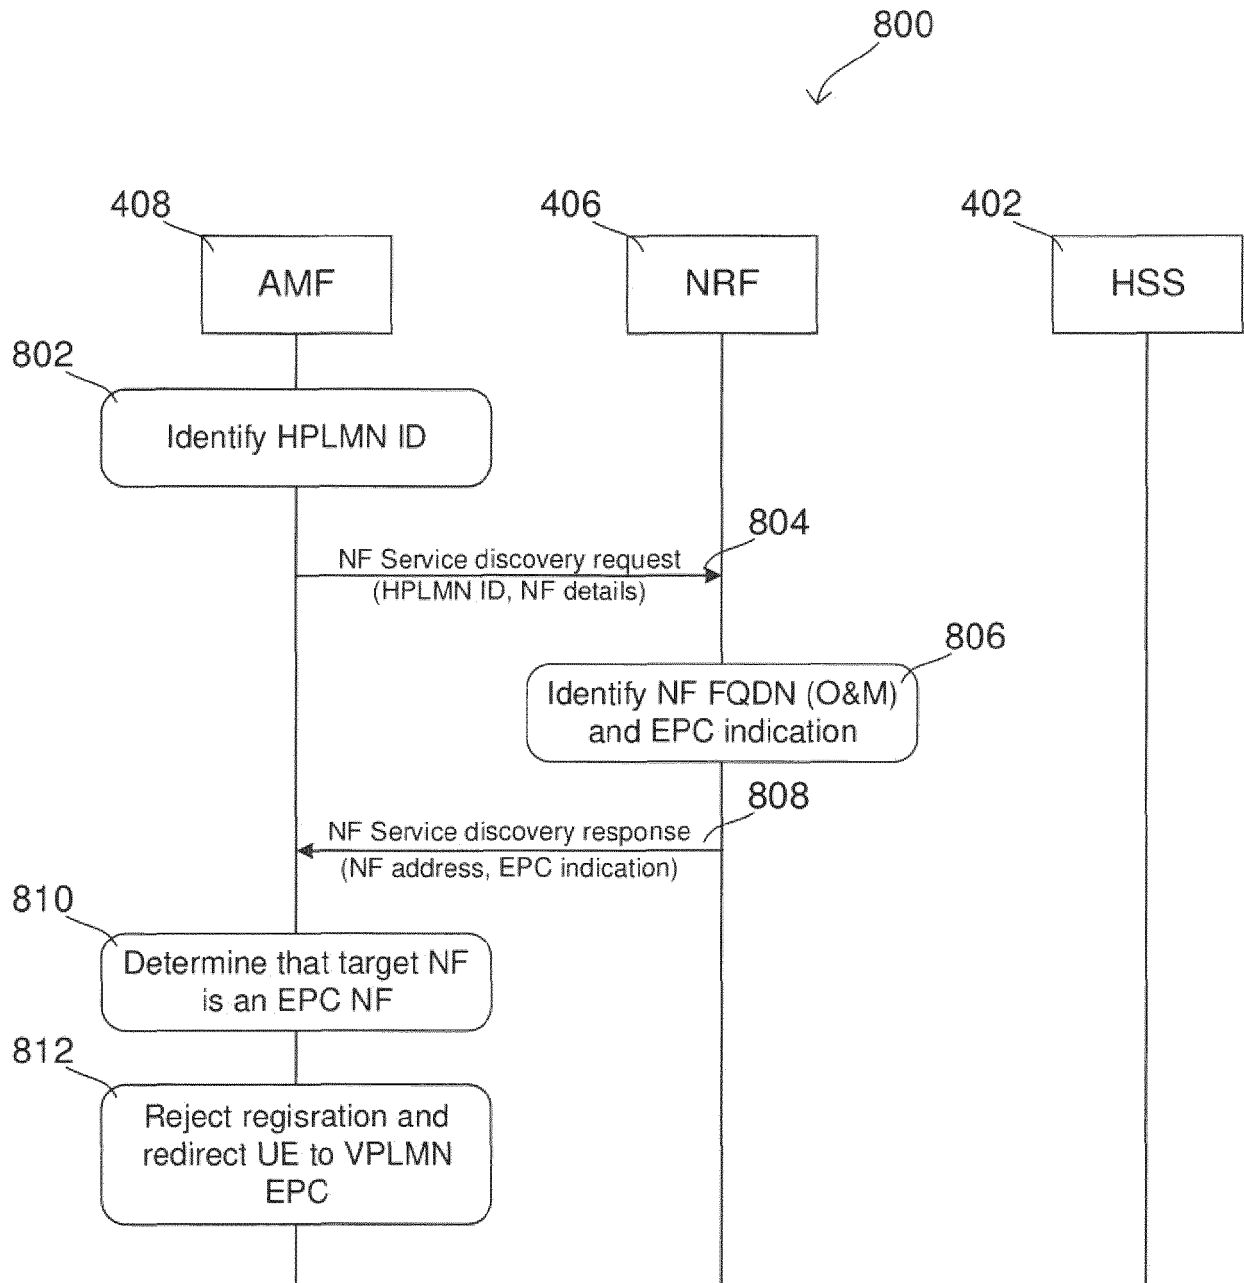 800
408
406
402
AMF
NRF
HSS
802
Identify HPLMN ID
804
NF Service discovery request
(HPLMN ID, NF details)
806
Identify NF FQDN (O&M)
and EPC indication
808
NF Service discovery response
(NF address, EPC indication)
810
Determine that target NF
is an EPC NF
812
Reject regisration and
redirect UE to VPLMN
EPC